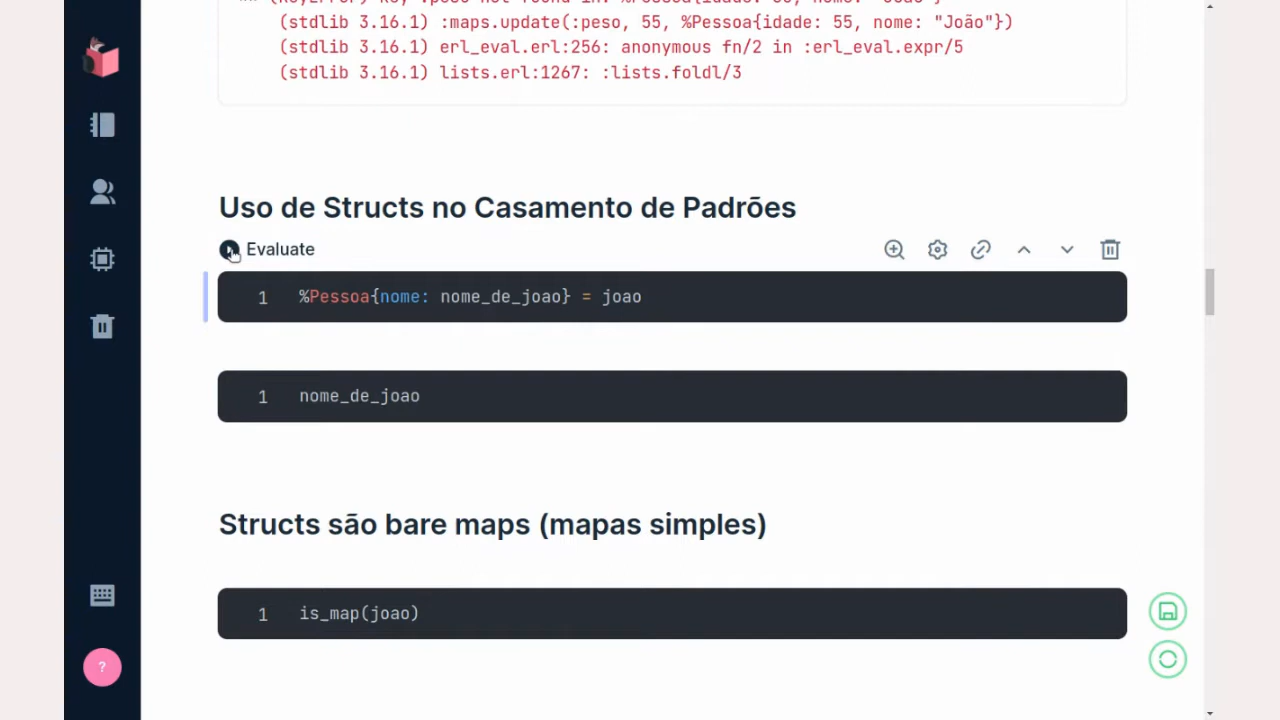 (stdlib 3.16.1) :maps.update(:peso, 55, %Pessoa{idade: 55, nome: "João"})
(stdlib 3.16.1) erl_eval.erl:256: anonymous fn/2 in :erl_eval.expr/5
(stdlib 3.16.1) lists.erl:1267: :lists.foldl/3
Uso de Structs no Casamento de Padrões
Evaluate
1 %Pessoa{nome: nome_de_joao} = joao
1 nome_de_joao
Structs são bare maps (mapas simples)
1 is_map(joao)
?